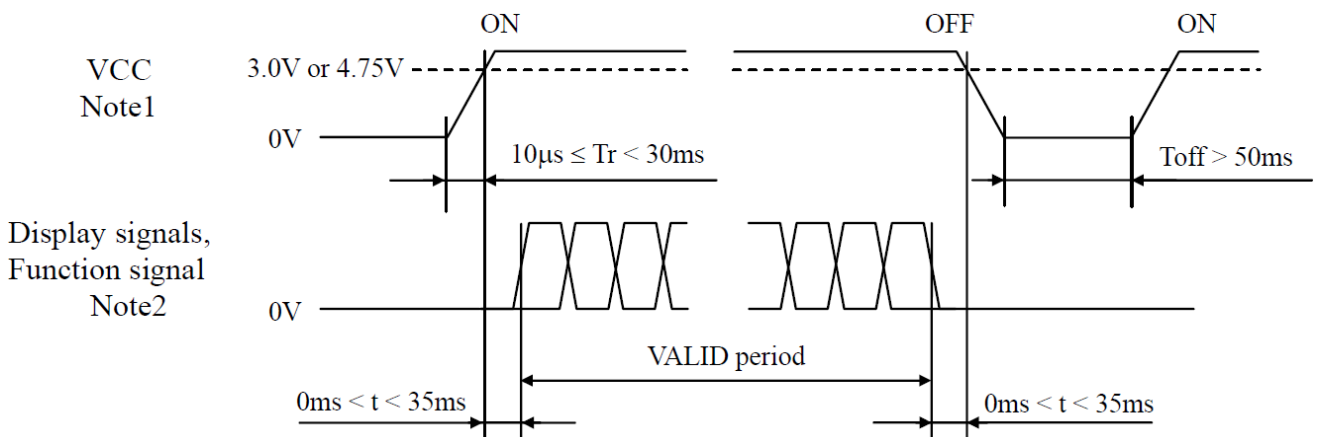 ON
OFF
ON
VCC
Note1
3.0V or 4.75V
0V
10μs ≤ Tr < 30ms
Toff > 50ms
Display signals,
Function signal
Note2
0V
VALID period
0ms < t < 35ms
0ms < t < 35ms